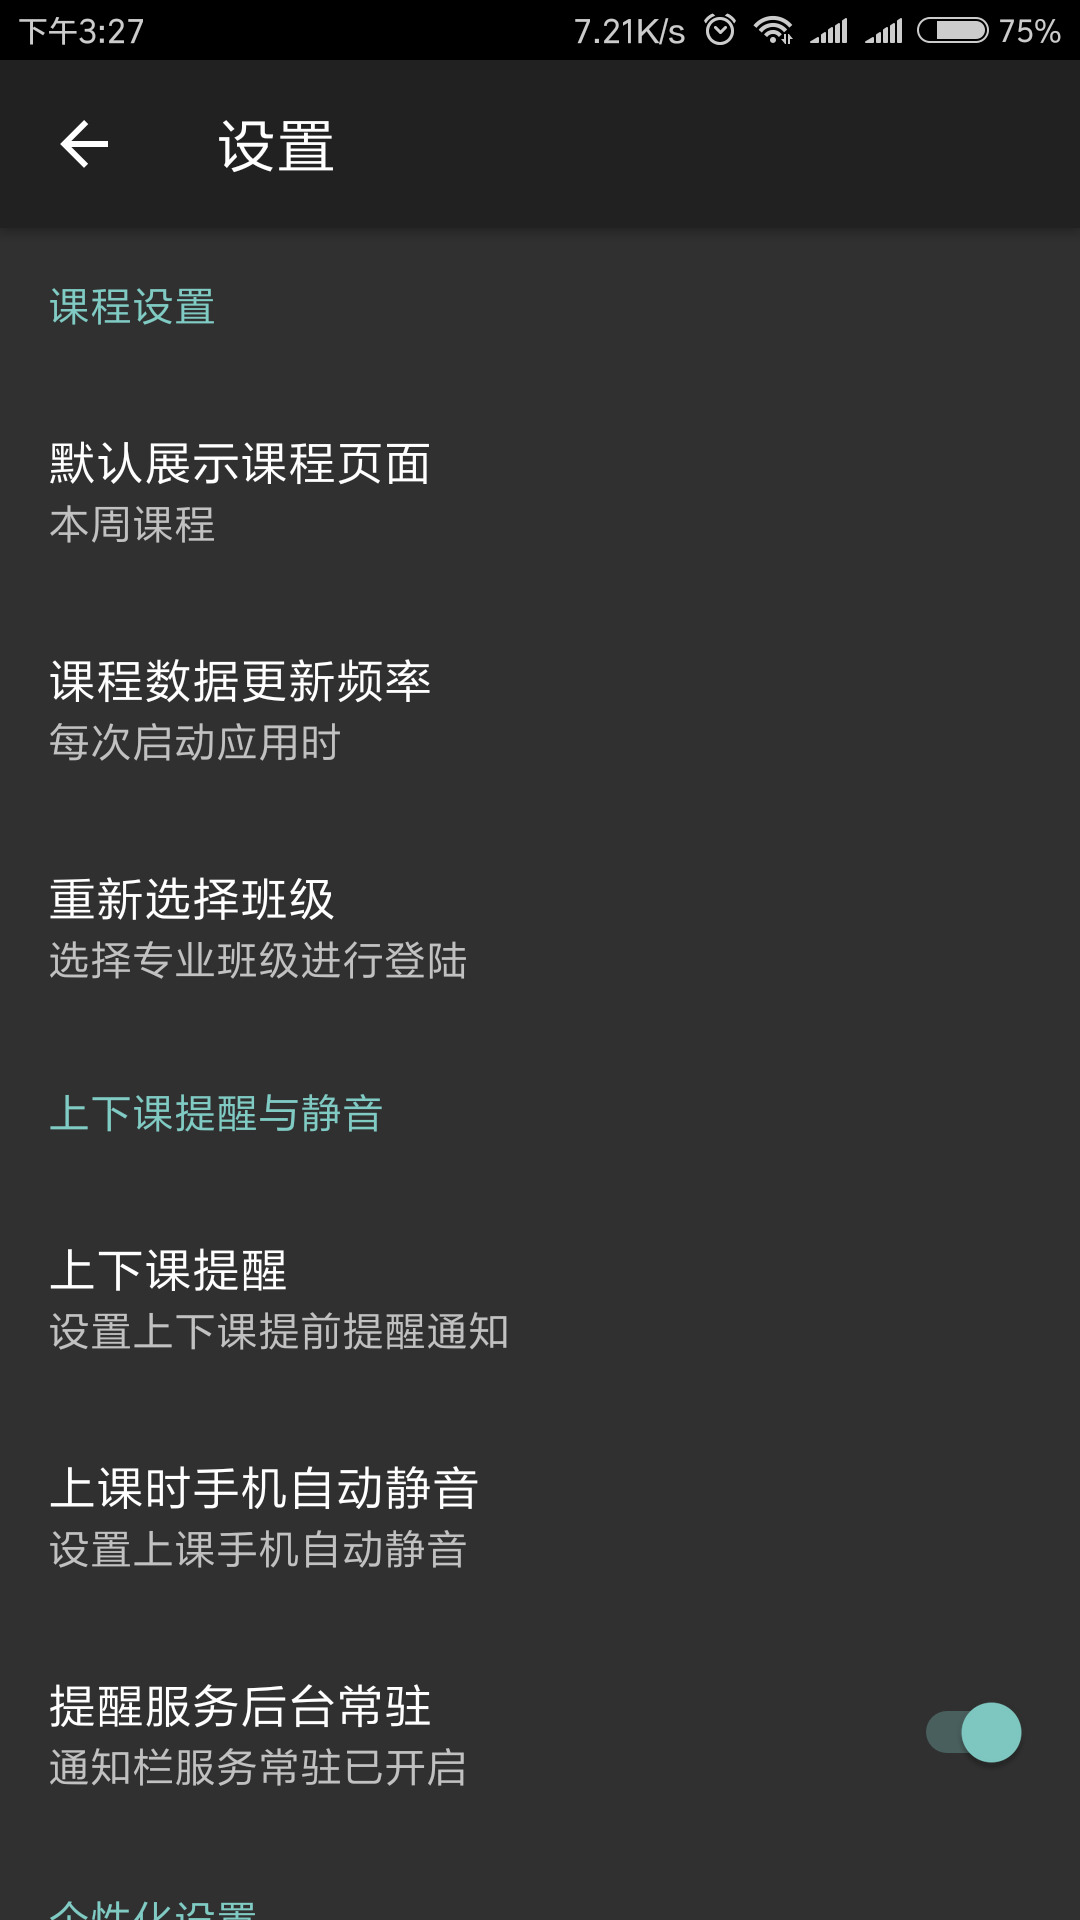 下午3:27 7.21K/s 75%
设置
课程设置
默认展示课程页面
本周课程
课程数据更新频率
每次启动应用时
重新选择班级
选择专业班级进行登陆
上下课提醒与静音
上下课提醒
设置上下课提前提醒通知
上课时手机自动静音
设置上课手机自动静音
提醒服务后台常驻
通知栏服务常驻已开启
个性化设置